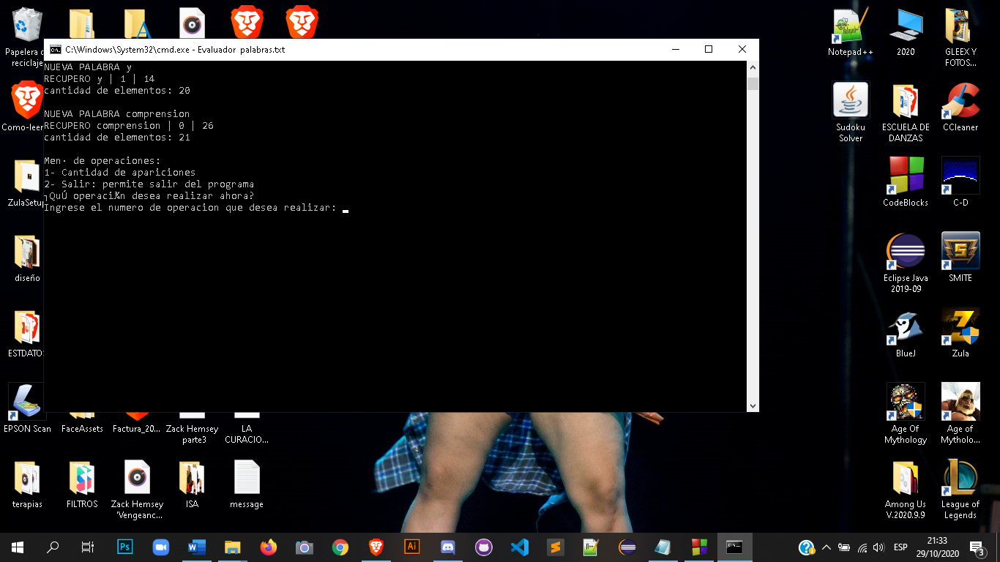 Papelera de
reciclaje
C:\Windows\System32\cmd.exe - Evaluador palabras.txt
NUEVA PALABRA y
RECUPERO y | 1 | 14
cantidad de elementos: 20
NUEVA PALABRA comprension
RECUPERO comprension | 0 | 26
cantidad de elementos: 21
Men· de operaciones:
1- Cantidad de apariciones
2- Salir: permite salir del programa
┐QuÚ operaci¾n desea realizar ahora?
Ingrese el numero de operacion que desea realizar:
Como-leer
ZulaSetup
diseño
ESTDATO
EPSON Scan
FaceAssets
Factura_20...
Zack Hemsey
parte3
LA
CURACIO...
terapias
FILTROS
Zack Hemsey
'Vengeanc...
ISA
message
Notepad++
2020
GLEEX Y
FOTOS...
Sudoku
Solver
ESCUELA DE
DANZAS
CCleaner
CodeBlocks
C-D
Eclipse Java
2019-09
SMITE
BlueJ
Zula
Age Of
Mythology
Age of
Mytholo...
Among Us
V.2020.9.9
League of
Legends
ESP
21:33
29/10/2020
3